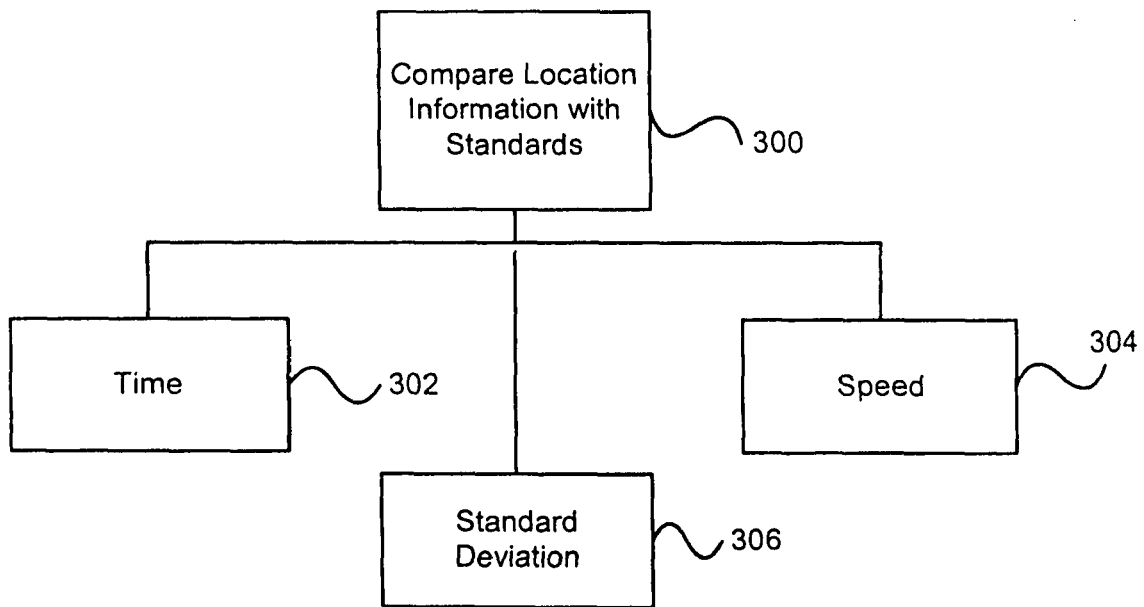 Compare Location
Information with
Standards
300
Time
302
Speed
304
Standard
Deviation
306